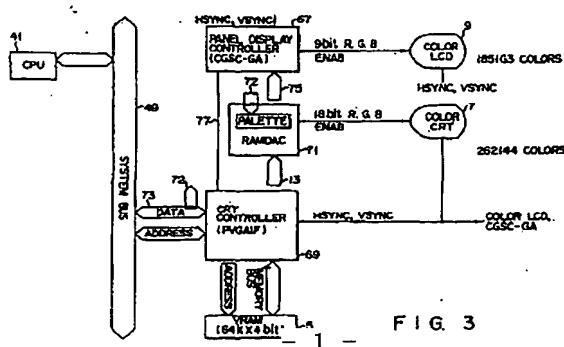 HSYNC, VSYNC
67
9
41
CPU
PANEL DISPLAY
CONTROLLER
(CGSC-GA)
9bit R, G, B
ENAB
COLOR
LCD
185193 COLORS
HSYNC, VSYNC
72
75
49
77
PALETTE
RAMDAC
71
18bit R, G, B
ENAB
7
COLOR
CRT
262144 COLORS
13
SYSTEM BUS
72
73
DATA
ADDRESS
CRT
CONTROLLER
(PVGA1F)
69
HSYNC, VSYNC
COLOR LCD,
CGSC-GA
ADDRESS
MEMORY
BUS
VRAM
(64K×4bit)
FIG. 3
- 1 -